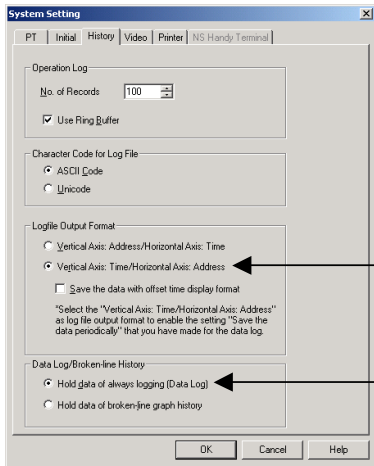 System Setting
PT Initial History Video Printer NS Handy Terminal
Operation Log
No. of Records 100
Use Ring Buffer
Character Code for Log File
ASCII Code
Unicode
Logfile Output Format
Vertical Axis: Address/Horizontal Axis: Time
Vertical Axis: Time/Horizontal Axis: Address
Save the data with offset time display format
"Select the "Vertical Axis: Time/Horizontal Axis: Address"
as log file output format to enable the setting "Save the
data periodically" that you have made for the data log.
Data Log/Broken-line History
Hold data of always logging (Data Log)
Hold data of broken-line graph history
OK Cancel Help